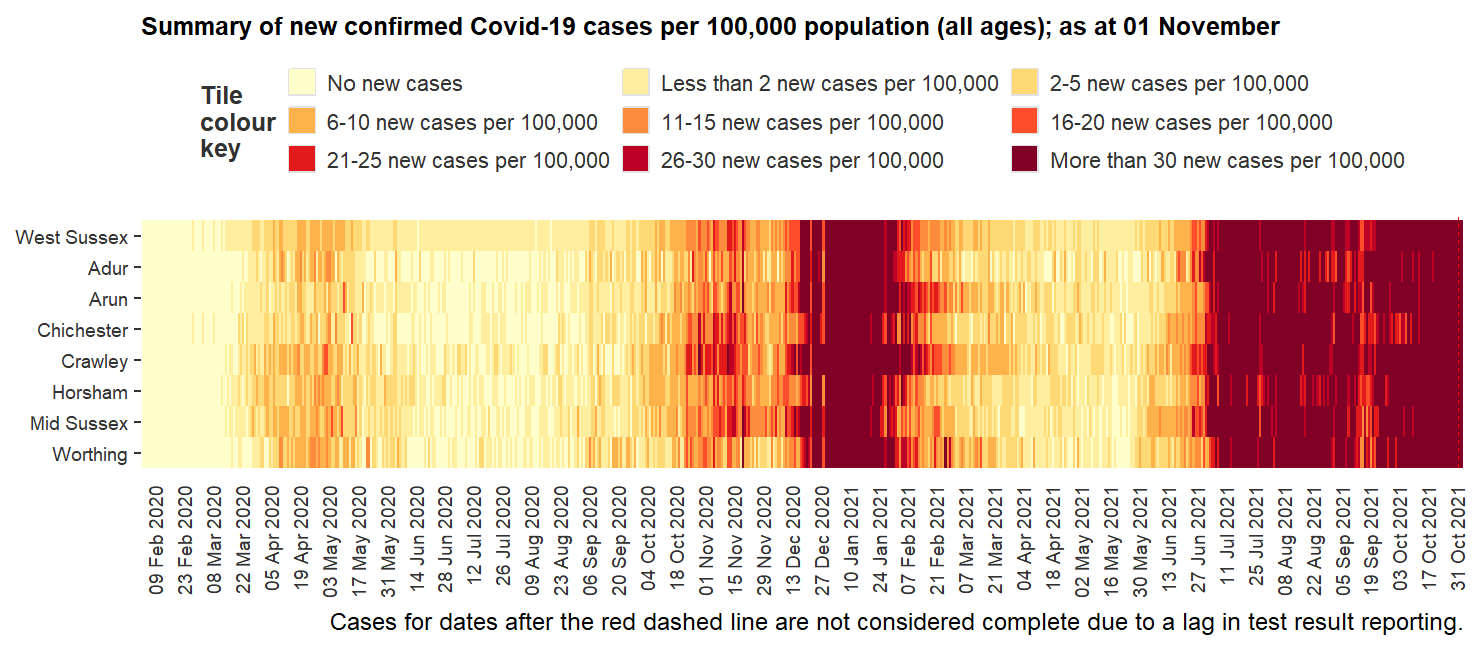 Summary of new confirmed Covid-19 cases per 100,000 population (all ages); as at 01 November
Tile
colour
key
No new cases
Less than 2 new cases per 100,000
2-5 new cases per 100,000
6-10 new cases per 100,000
11-15 new cases per 100,000
16-20 new cases per 100,000
21-25 new cases per 100,000
26-30 new cases per 100,000
More than 30 new cases per 100,000
West Sussex
Adur
Arun
Chichester
Crawley
Horsham
Mid Sussex
Worthing
09 Feb 2020
23 Feb 2020
08 Mar 2020
22 Mar 2020
05 Apr 2020
19 Apr 2020
03 May 2020
17 May 2020
31 May 2020
14 Jun 2020
28 Jun 2020
12 Jul 2020
26 Jul 2020
09 Aug 2020
23 Aug 2020
06 Sep 2020
20 Sep 2020
04 Oct 2020
18 Oct 2020
01 Nov 2020
15 Nov 2020
29 Nov 2020
13 Dec 2020
27 Dec 2020
10 Jan 2021
24 Jan 2021
07 Feb 2021
21 Feb 2021
07 Mar 2021
21 Mar 2021
04 Apr 2021
18 Apr 2021
02 May 2021
16 May 2021
30 May 2021
13 Jun 2021
27 Jun 2021
11 Jul 2021
25 Jul 2021
08 Aug 2021
22 Aug 2021
05 Sep 2021
19 Sep 2021
03 Oct 2021
17 Oct 2021
31 Oct 2021
Cases for dates after the red dashed line are not considered complete due to a lag in test result reporting.